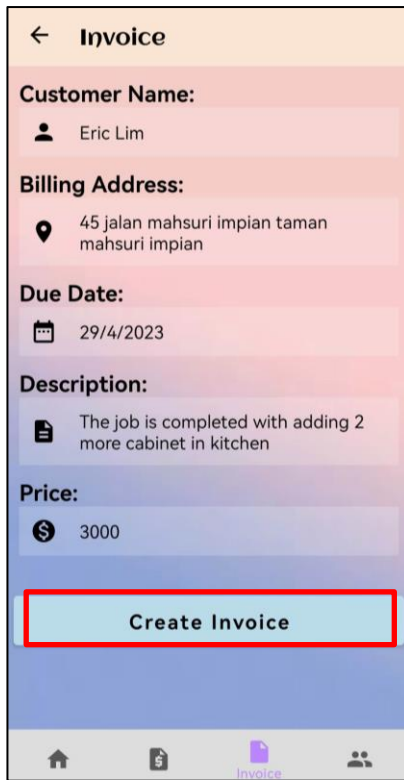 Invoice
Customer Name:
Eric Lim
Billing Address:
45 jalan mahsuri impian taman
mahsuri impian
Due Date:
29/4/2023
Description:
The job is completed with adding 2
more cabinet in kitchen
Price:
3000
Create Invoice
Invoice